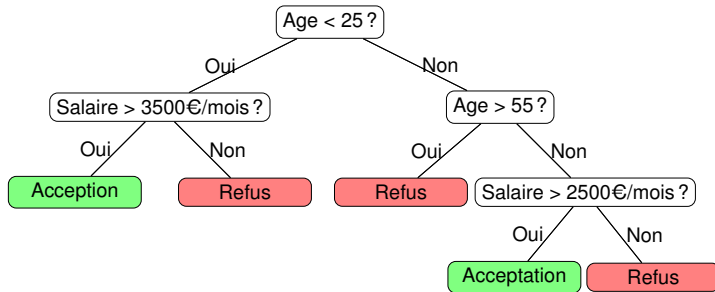 Age < 25 ?
Oui
Non
Salaire > 3500€/mois ?
Age > 55 ?
Oui
Non
Oui
Non
Acception
Refus
Refus
Salaire > 2500€/mois ?
Oui
Non
Acceptation
Refus